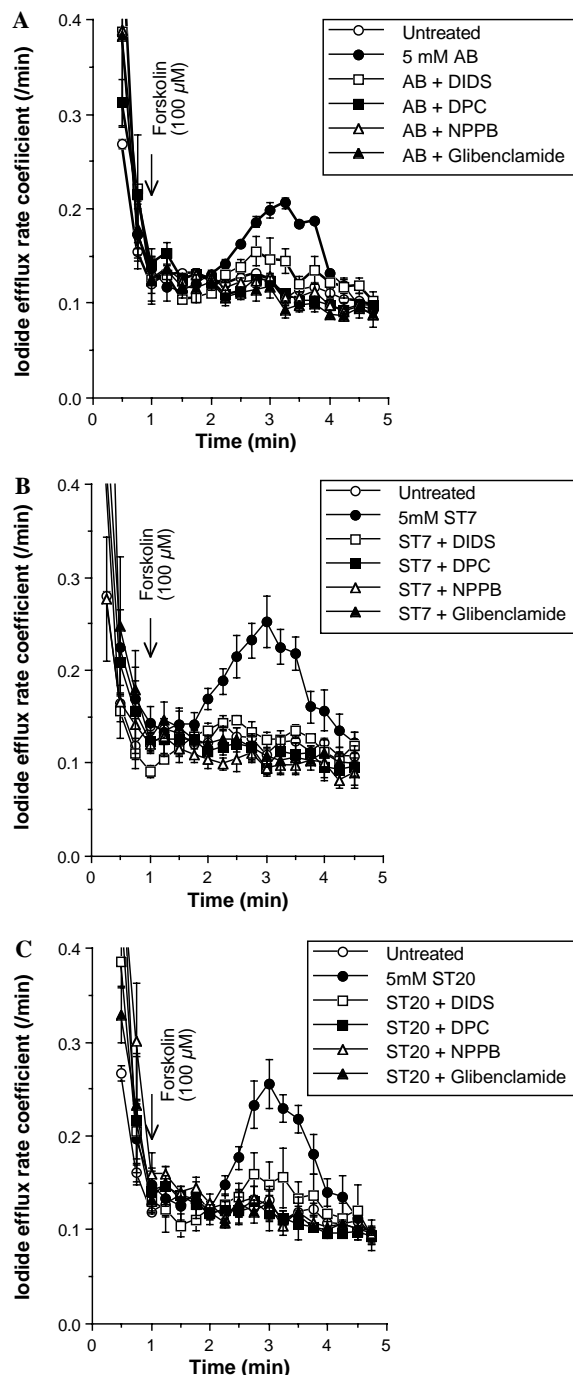 A
Iodide effflux rate coefiicient (/min)
0.4
0.3
0.2
0.1
0.0
Forskolin
(100 µM)
0 1 2 3 4 5
Time (min)
Untreated
5 mM AB
AB + DIDS
AB + DPC
AB + NPPB
AB + Glibenclamide
B
Iodide efflux rate coefficient (/min)
0.4
0.3
0.2
0.1
0.0
Forskolin
(100 µM)
0 1 2 3 4 5
Time (min)
Untreated
5mM ST7
ST7 + DIDS
ST7 + DPC
ST7 + NPPB
ST7 + Glibenclamide
C
Iodide efflux rate coefficient (/min)
0.4
0.3
0.2
0.1
0.0
Forskolin
(100 µM)
0 1 2 3 4 5
Time (min)
Untreated
5mM ST20
ST20 + DIDS
ST20 + DPC
ST20 + NPPB
ST20 + Glibenclamide